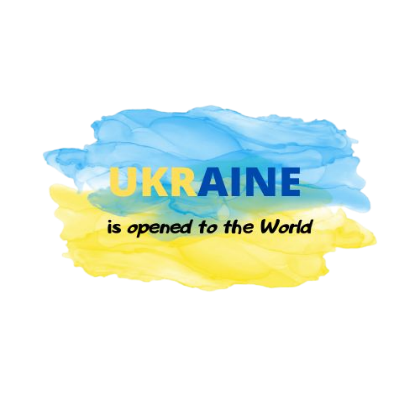 UKRAINE
is opened to the World